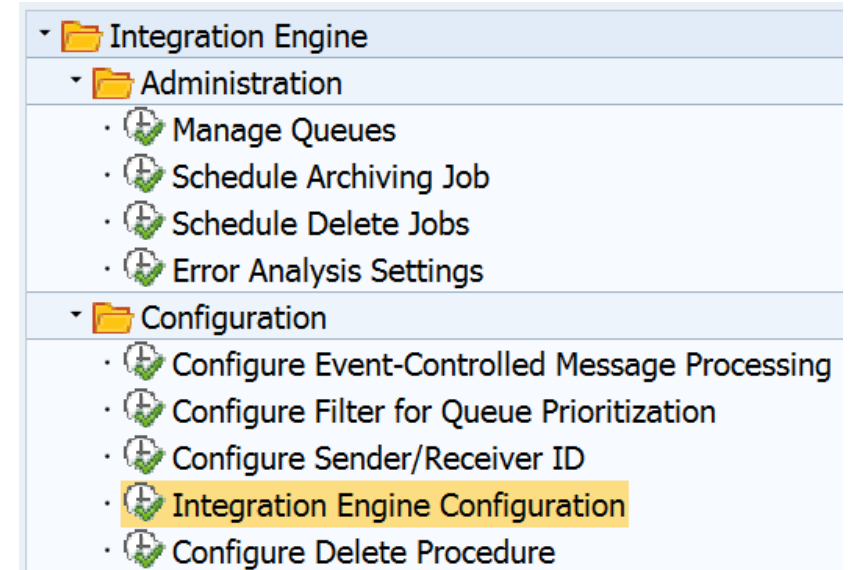 Integration Engine
Administration
Manage Queues
Schedule Archiving Job
Schedule Delete Jobs
Error Analysis Settings
Configuration
Configure Event-Controlled Message Processing
Configure Filter for Queue Prioritization
Configure Sender/Receiver ID
Integration Engine Configuration
Configure Delete Procedure